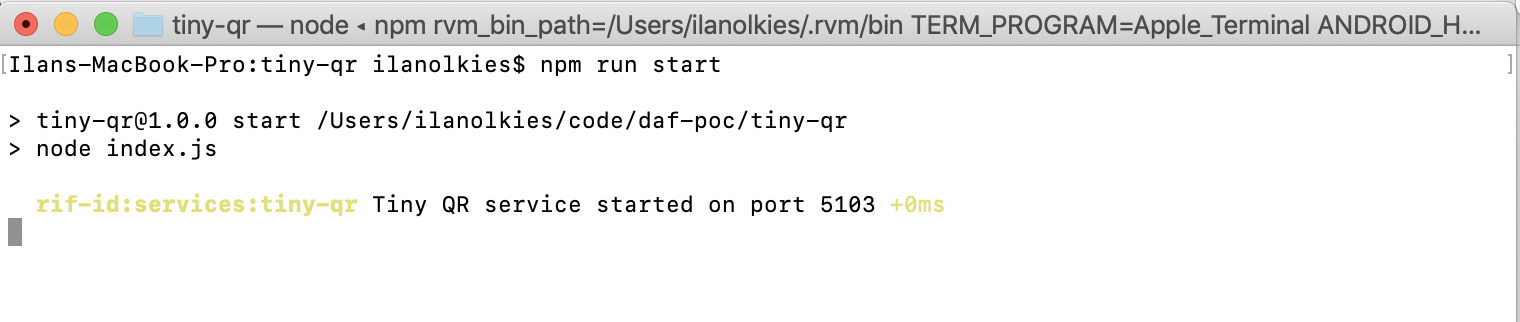 tiny-qr — node ◂ npm rvm_bin_path=/Users/ilanolkies/.rvm/bin TERM_PROGRAM=Apple_Terminal ANDROID_H...
[Ilans-MacBook-Pro:tiny-qr ilanolkies$ npm run start ]
> tiny-qr@1.0.0 start /Users/ilanolkies/code/daf-poc/tiny-qr
> node index.js
rif-id:services:tiny-qr Tiny QR service started on port 5103 +0ms